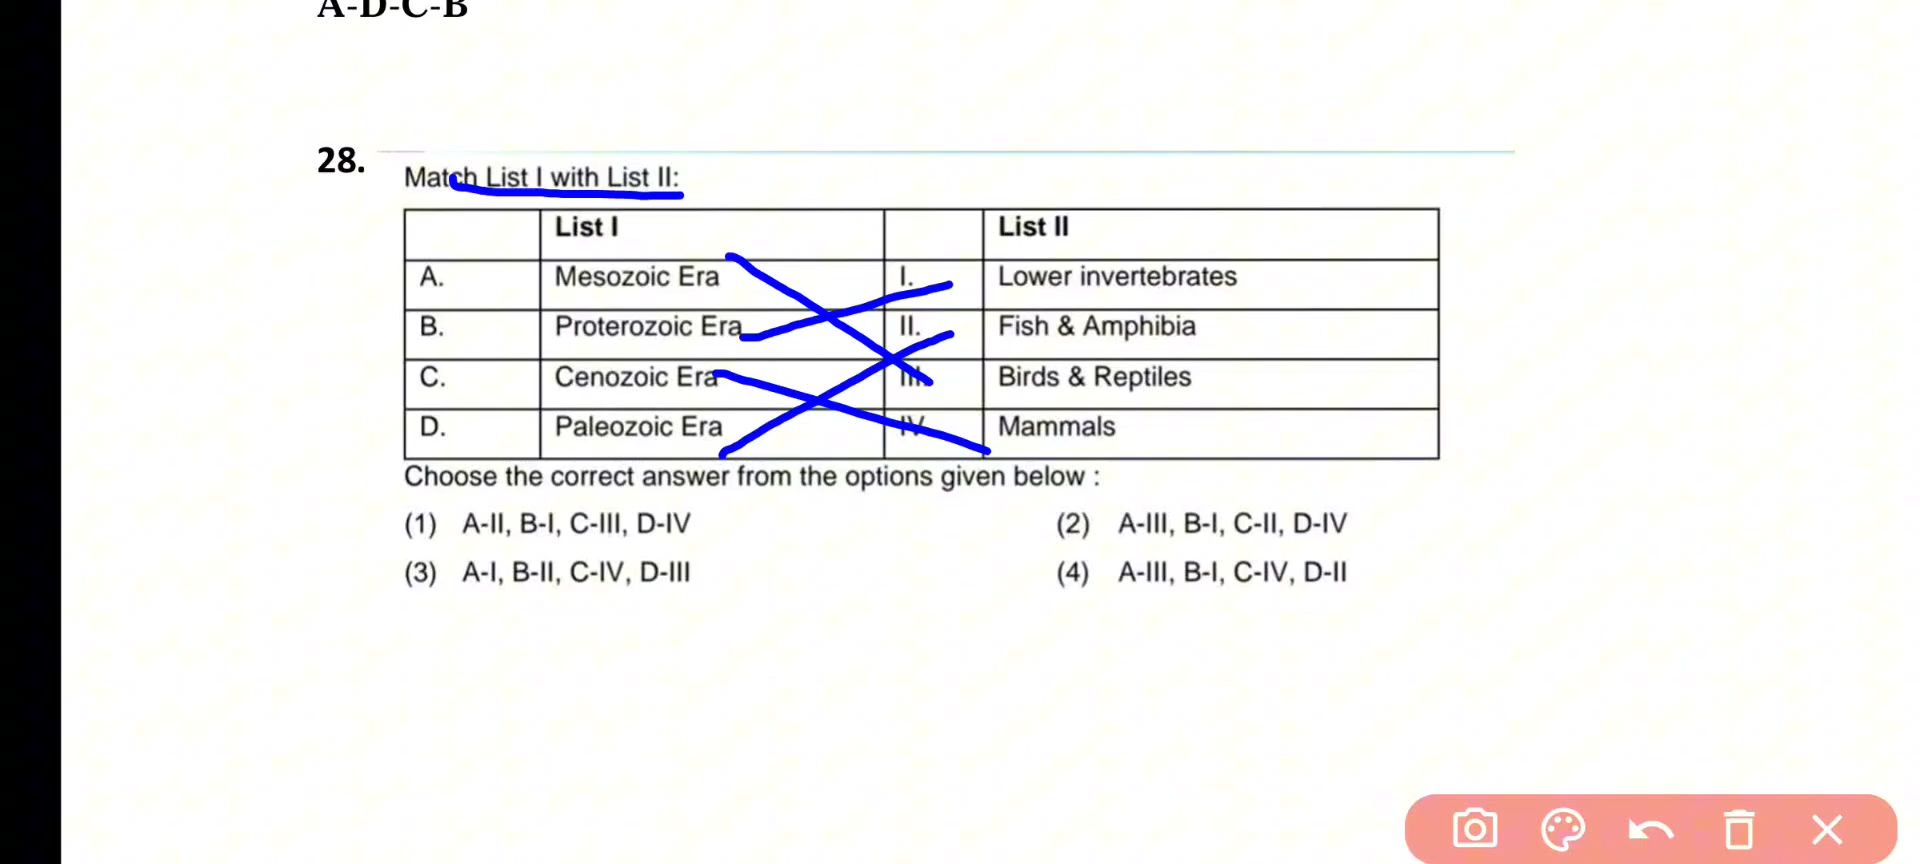 A-D-C-B
28.
Match List I with List II:
List I List II
A. Mesozoic Era I. Lower invertebrates
B. Proterozoic Era II. Fish & Amphibia
C. Cenozoic Era III. Birds & Reptiles
D. Paleozoic Era IV. Mammals
Choose the correct answer from the options given below :
(1) A-II, B-I, C-III, D-IV (2) A-III, B-I, C-II, D-IV
(3) A-I, B-II, C-IV, D-III (4) A-III, B-I, C-IV, D-II